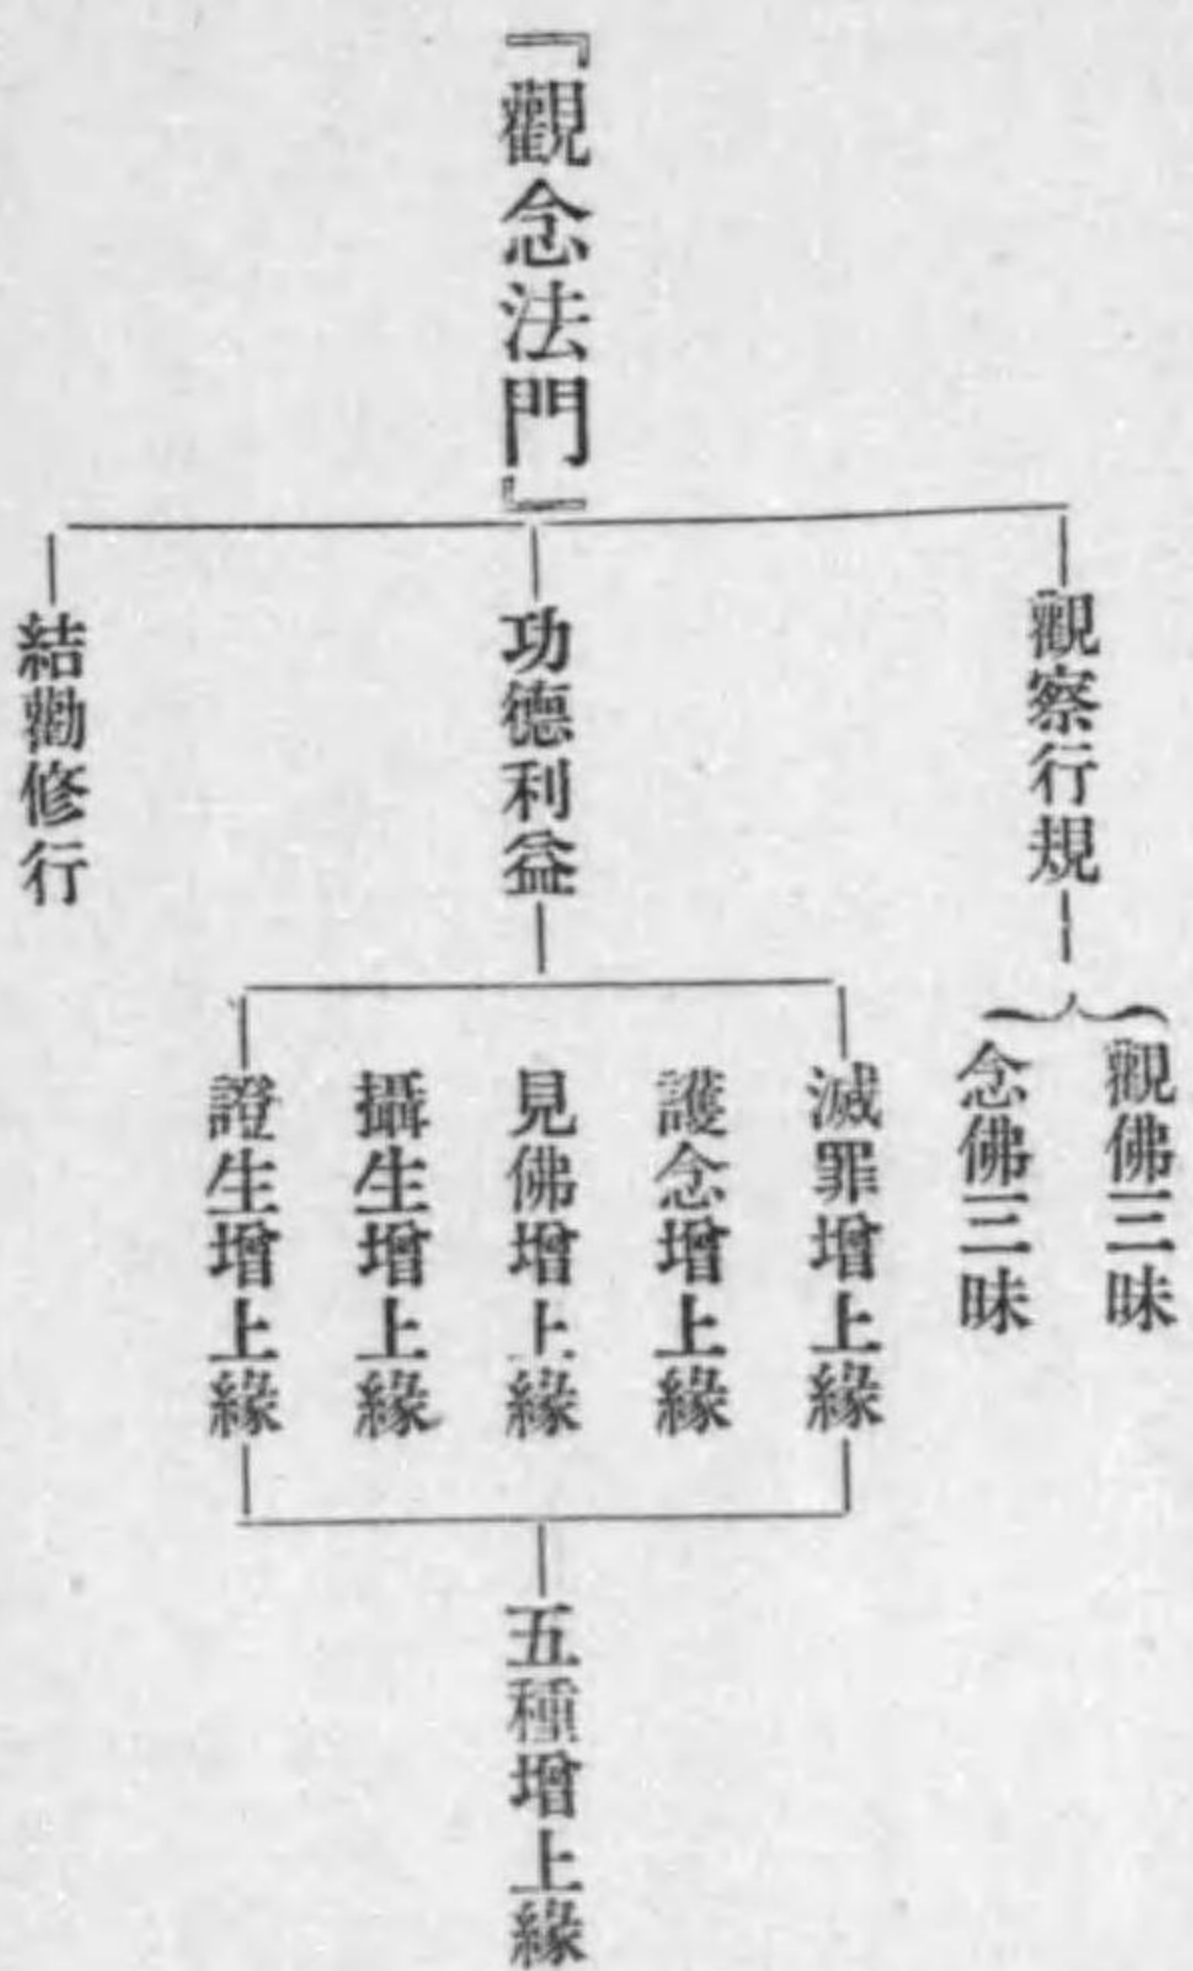 『觀念法門』
觀察行規
觀佛三昧
念佛三昧
功德利益
滅罪增上緣
護念增上緣
見佛增上緣
攝生增上緣
證生增上緣
五種增上緣
結勸修行